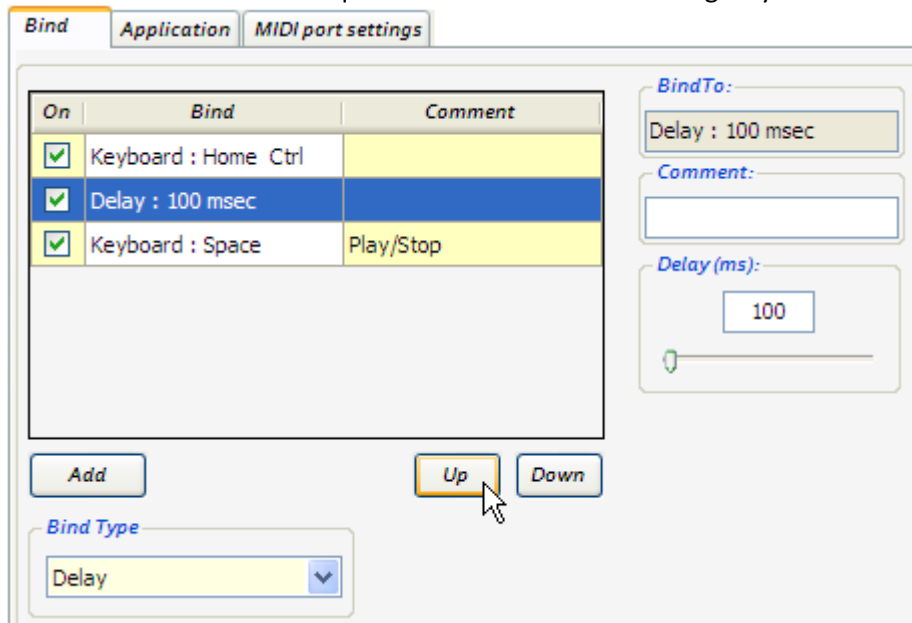 Bind Application MIDI port settings
On Bind Comment
Keyboard : Home Ctrl
Delay : 100 msec
Keyboard : Space Play/Stop
BindTo:
Delay : 100 msec
Comment:
Delay (ms):
100
Add Up Down
Bind Type
Delay